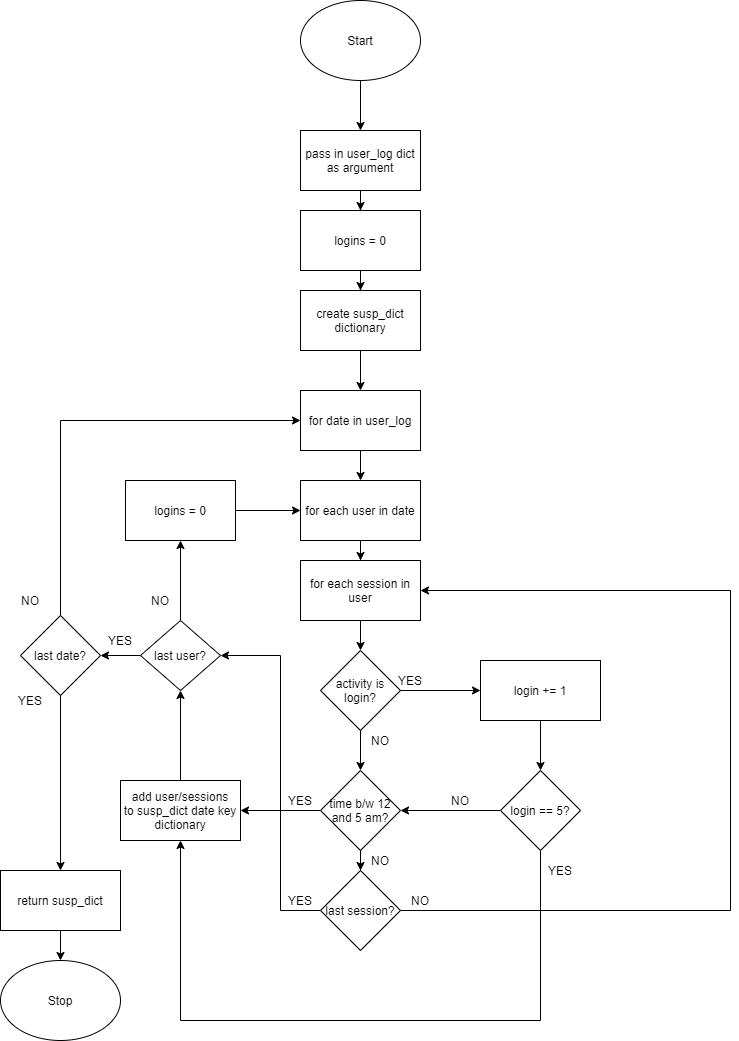 Start
pass in user_log dict
as argument
logins = 0
create susp_dict
dictionary
for date in user_log
logins = 0
for each user in date
for each session in
user
NO
NO
last date?
YES
last user?
activity is
login?
YES
login += 1
YES
NO
add user/sessions
to susp_dict date key
dictionary
YES
time b/w 12
and 5 am?
NO
login == 5?
NO
YES
return susp_dict
YES
last session?
NO
Stop